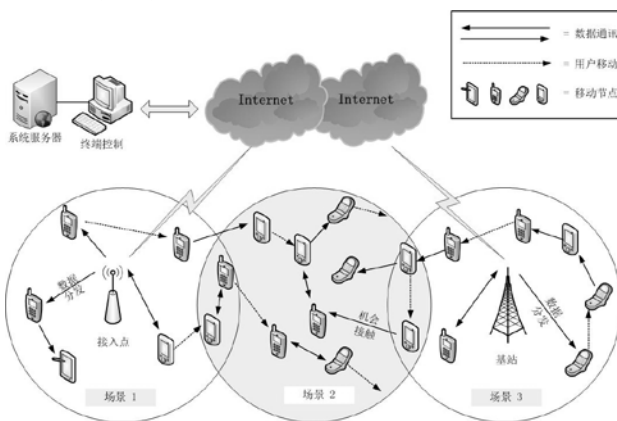 = 数据通讯
= 用户移动
= 移动节点
Internet
Internet
系统服务器
终端控制
数据
分发
接入点
机会
接触
数据
分发
基站
场景 1
场景 2
场景 3